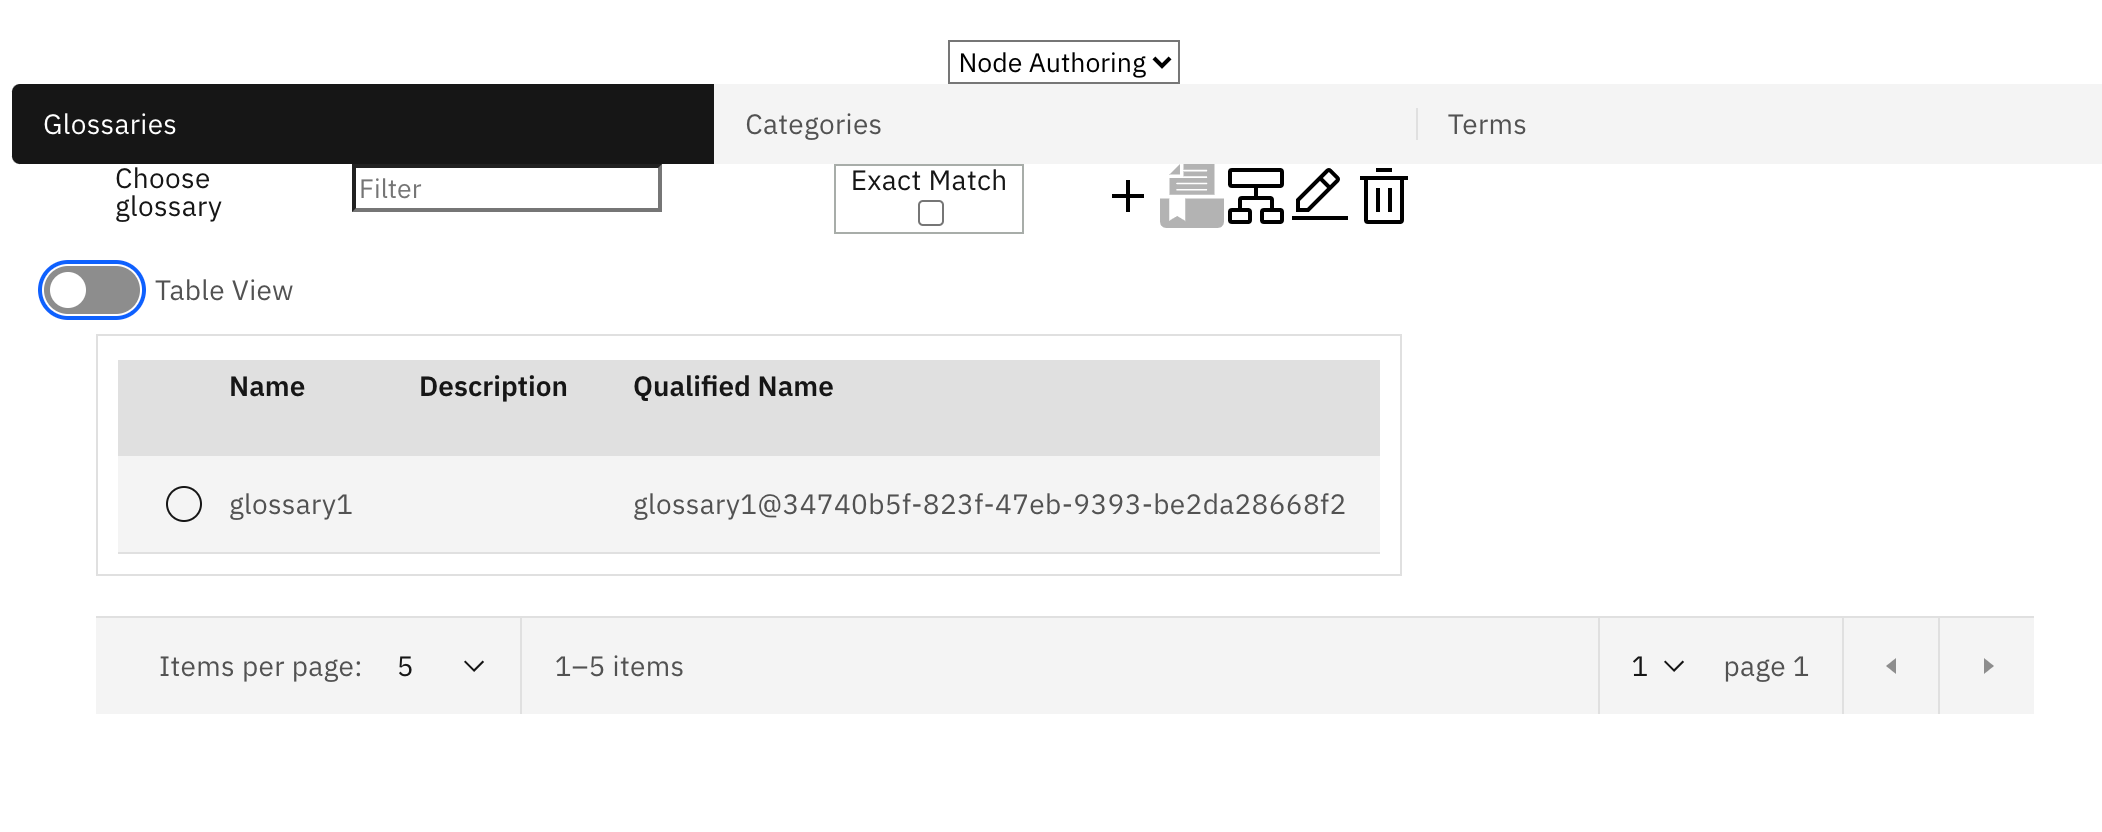 Node Authoring
Glossaries
Categories
Terms
Choose
glossary
Filter
Exact Match
Table View
Name
Description
Qualified Name
glossary1
glossary1@34740b5f-823f-47eb-9393-be2da28668f2
Items per page:
5
1–5 items
1
page 1